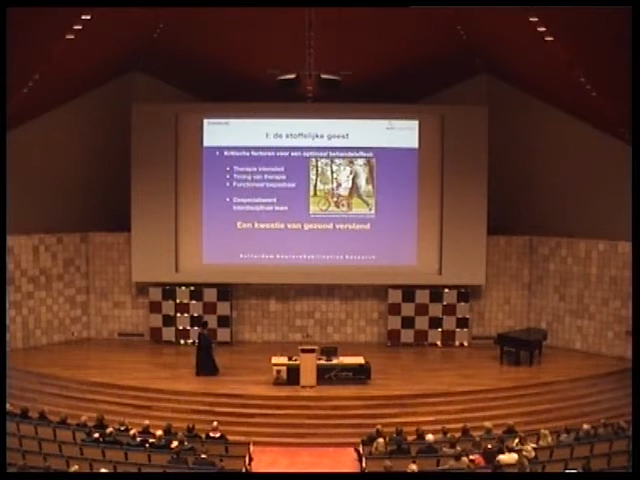 I: de stoffelijke geest
• Kritische factoren voor een optimaal behandeleffect:
• Therapie intensiteit
• Timing van therapie
• Functioneel toepasbaar
• Gespecialiseerd
interdisciplinair team
Een kwestie van gezond verstand
Rotterdam Neurorehabilitation Research